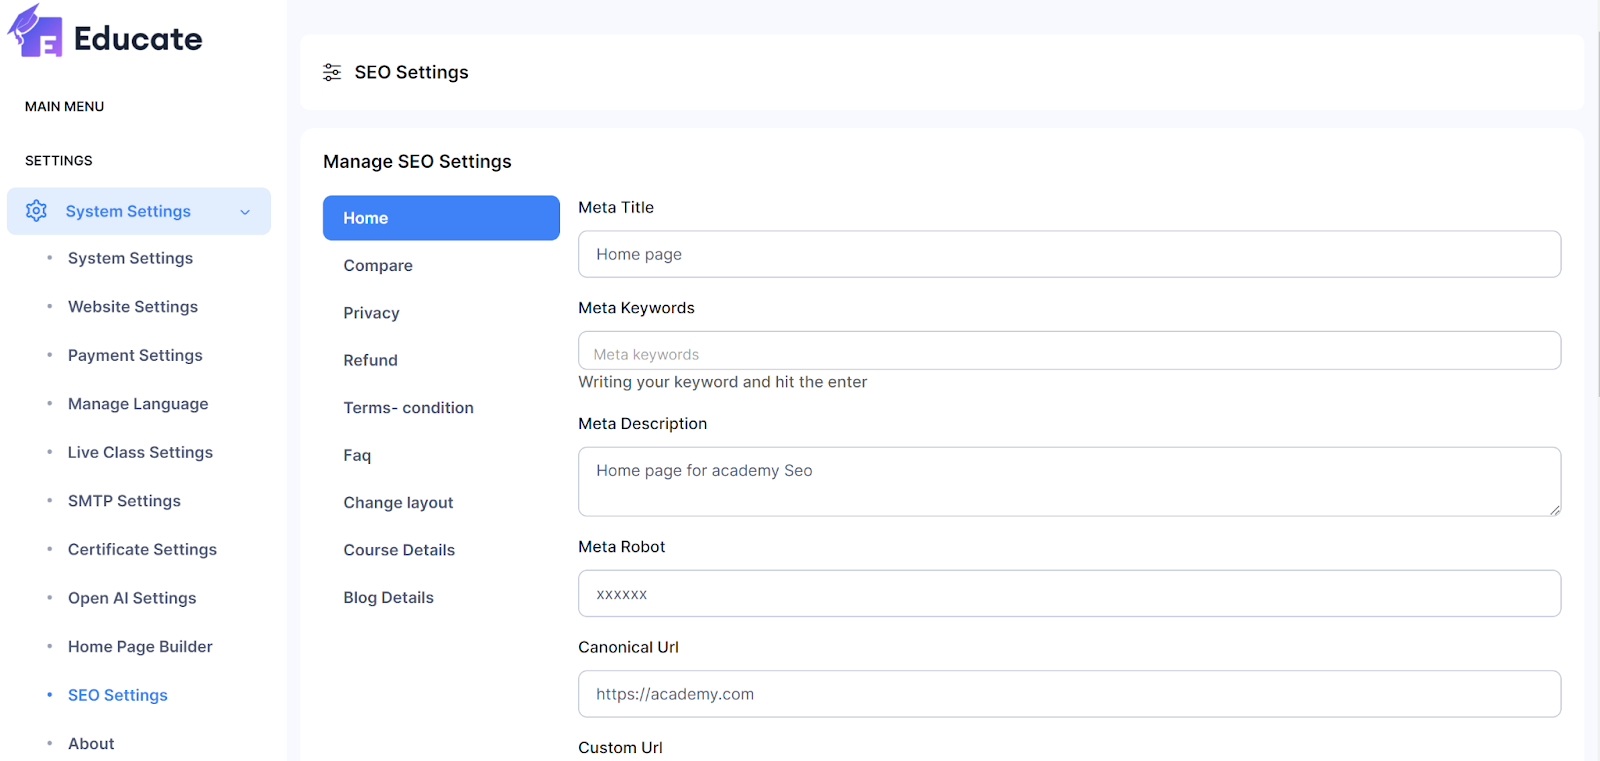 Educate
MAIN MENU
SETTINGS
System Settings
System Settings
Website Settings
Payment Settings
Manage Language
Live Class Settings
SMTP Settings
Certificate Settings
Open AI Settings
Home Page Builder
SEO Settings
About
SEO Settings
Manage SEO Settings
Home
Compare
Privacy
Refund
Terms- condition
Faq
Change layout
Course Details
Blog Details
Meta Title
Home page
Meta Keywords
Meta keywords
Writing your keyword and hit the enter
Meta Description
Home page for academy Seo
Meta Robot
xxxxxx
Canonical Url
https://academy.com
Custom Url